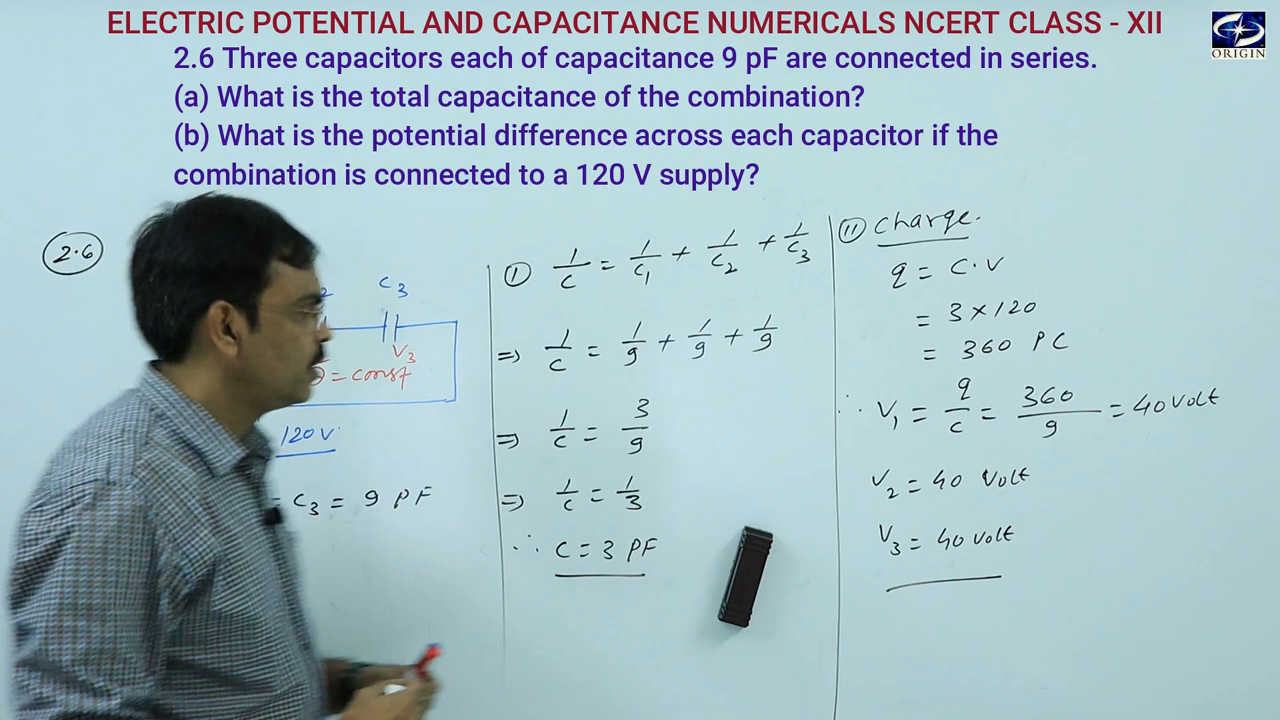 ELECTRIC POTENTIAL AND CAPACITANCE NUMERICALS NCERT CLASS - XII
ORIGIN
2.6 Three capacitors each of capacitance 9 pF are connected in series.
(a) What is the total capacitance of the combination?
(b) What is the potential difference across each capacitor if the
combination is connected to a 120 V supply?
2.6
2 C3
V3
= const
120 V
= C3 = 9 PF
(I) 1/C = 1/C1 + 1/C2 + 1/C3
=> 1/C = 1/9 + 1/9 + 1/9
=> 1/C = 3/9
=> 1/C = 1/3
∴ C = 3 PF
(II) Charge.
q = C.V
= 3 × 120
= 360 PC
∴ V1 = q/C = 360/9 = 40 Volt
V2 = 40 Volt
V3 = 40 Volt